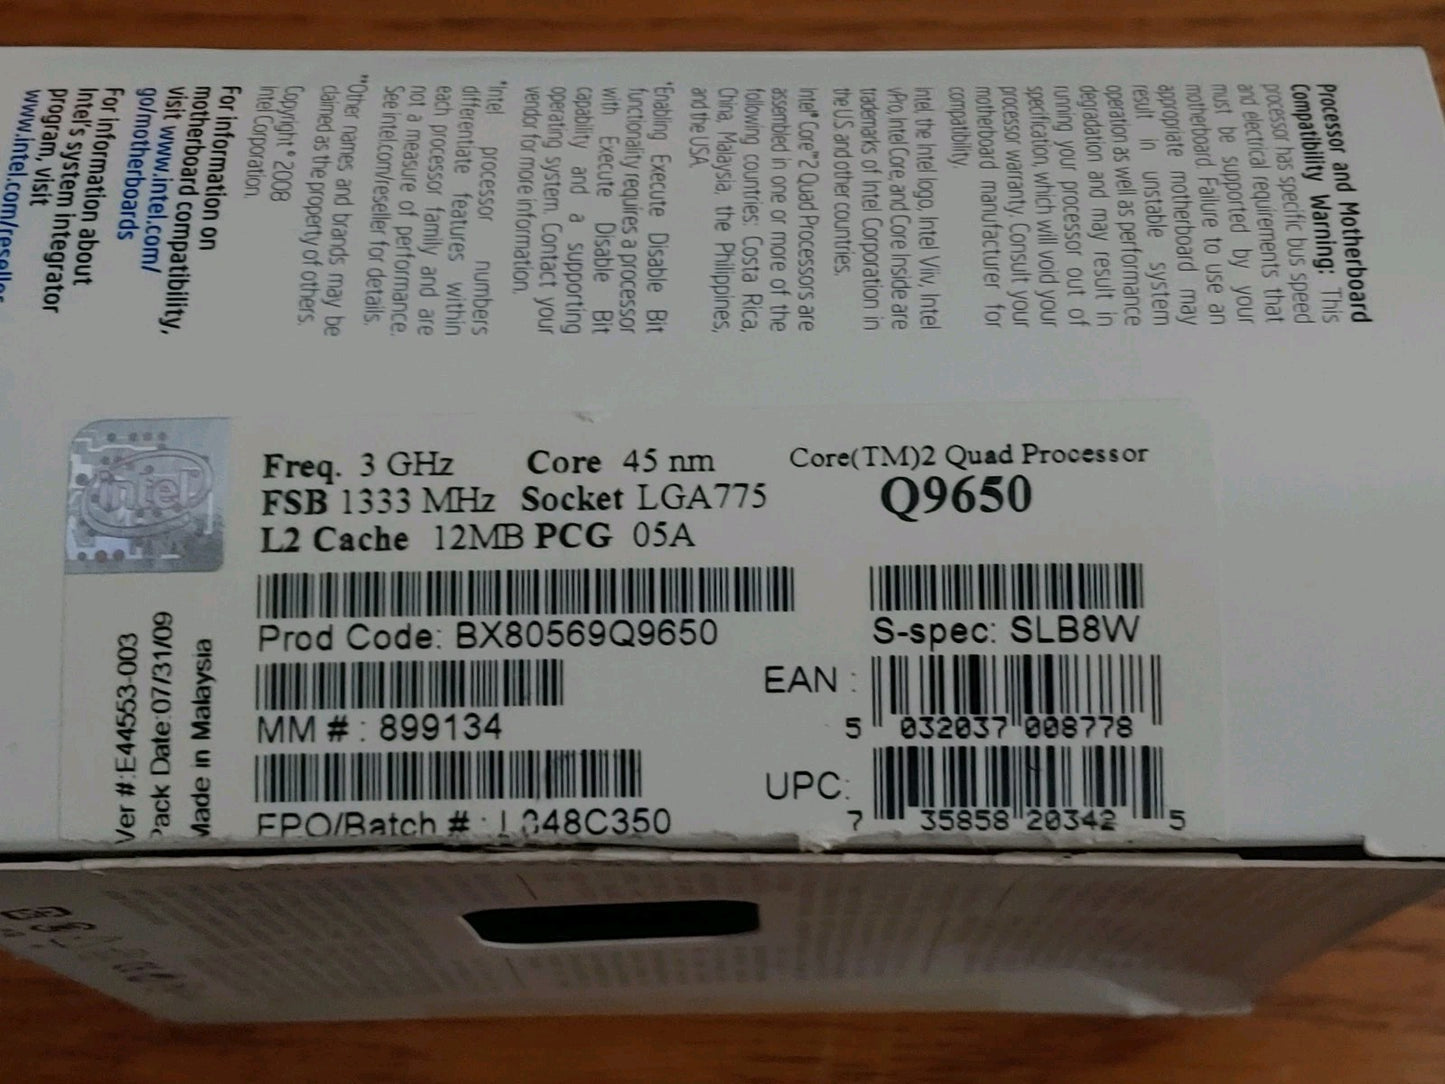 Processor and Motherboard
Compatibility Warning: This
processor has specific bus speed
and electrical requirements that
must be supported by your
motherboard. Failure to use an
appropriate motherboard may
result in unstable system
operation as well as performance
degradation and may result in
running your processor out of
specification, which will void your
processor warranty. Consult your
motherboard manufacturer for
compatibility.
Intel, the Intel logo, Intel Viiv, Intel
vPro, Intel Core, and Core Inside are
trademarks of Intel Corporation in
the US and other countries.
Intel® Core™2 Quad Processors are
assembled in one or more of the
following countries: Costa Rica,
China, Malaysia, the Philippines,
and the USA.
*Enabling Execute Disable Bit
functionality requires a processor
with Execute Disable Bit
capability and a supporting
operating system. Contact your
vendor for more information.
*Intel processor numbers
differentiate features within
each processor family and are
not a measure of performance.
See intel.com/reseller for details.
**Other names and brands may be
claimed as the property of others.
Copyright © 2008
Intel Corporation.
For information on
motherboard compatibility,
visit www.intel.com/
go/motherboards
For information about
Intel's system integrator
program, visit
www.intel.com/reseller
intel
Freq. 3 GHz Core 45 nm
FSB 1333 MHz Socket LGA775
L2 Cache 12MB PCG 05A
Core(TM)2 Quad Processor
Q9650
Prod Code: BX80569Q9650
S-spec: SLB8W
MM # : 899134
EAN :
5 032037 008778
FPO/Batch # : 48C350
UPC:
7 35858 20342 5
Ver #:E44553-003
Pack Date:07/31/09
Made in Malaysia